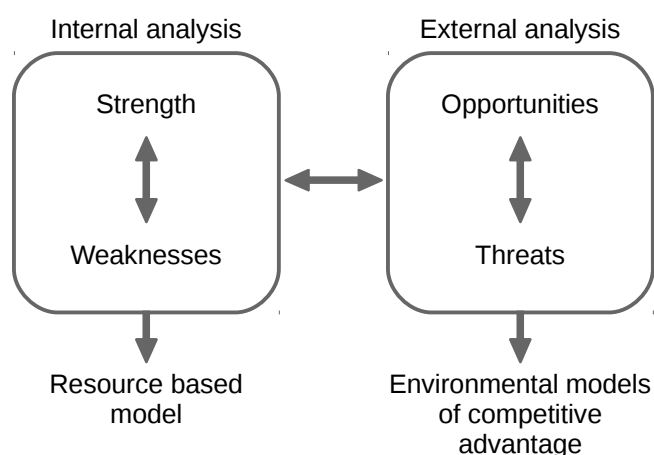 Internal analysis
Strength
Weaknesses
Resource based
model
External analysis
Opportunities
Threats
Environmental models
of competitive
advantage